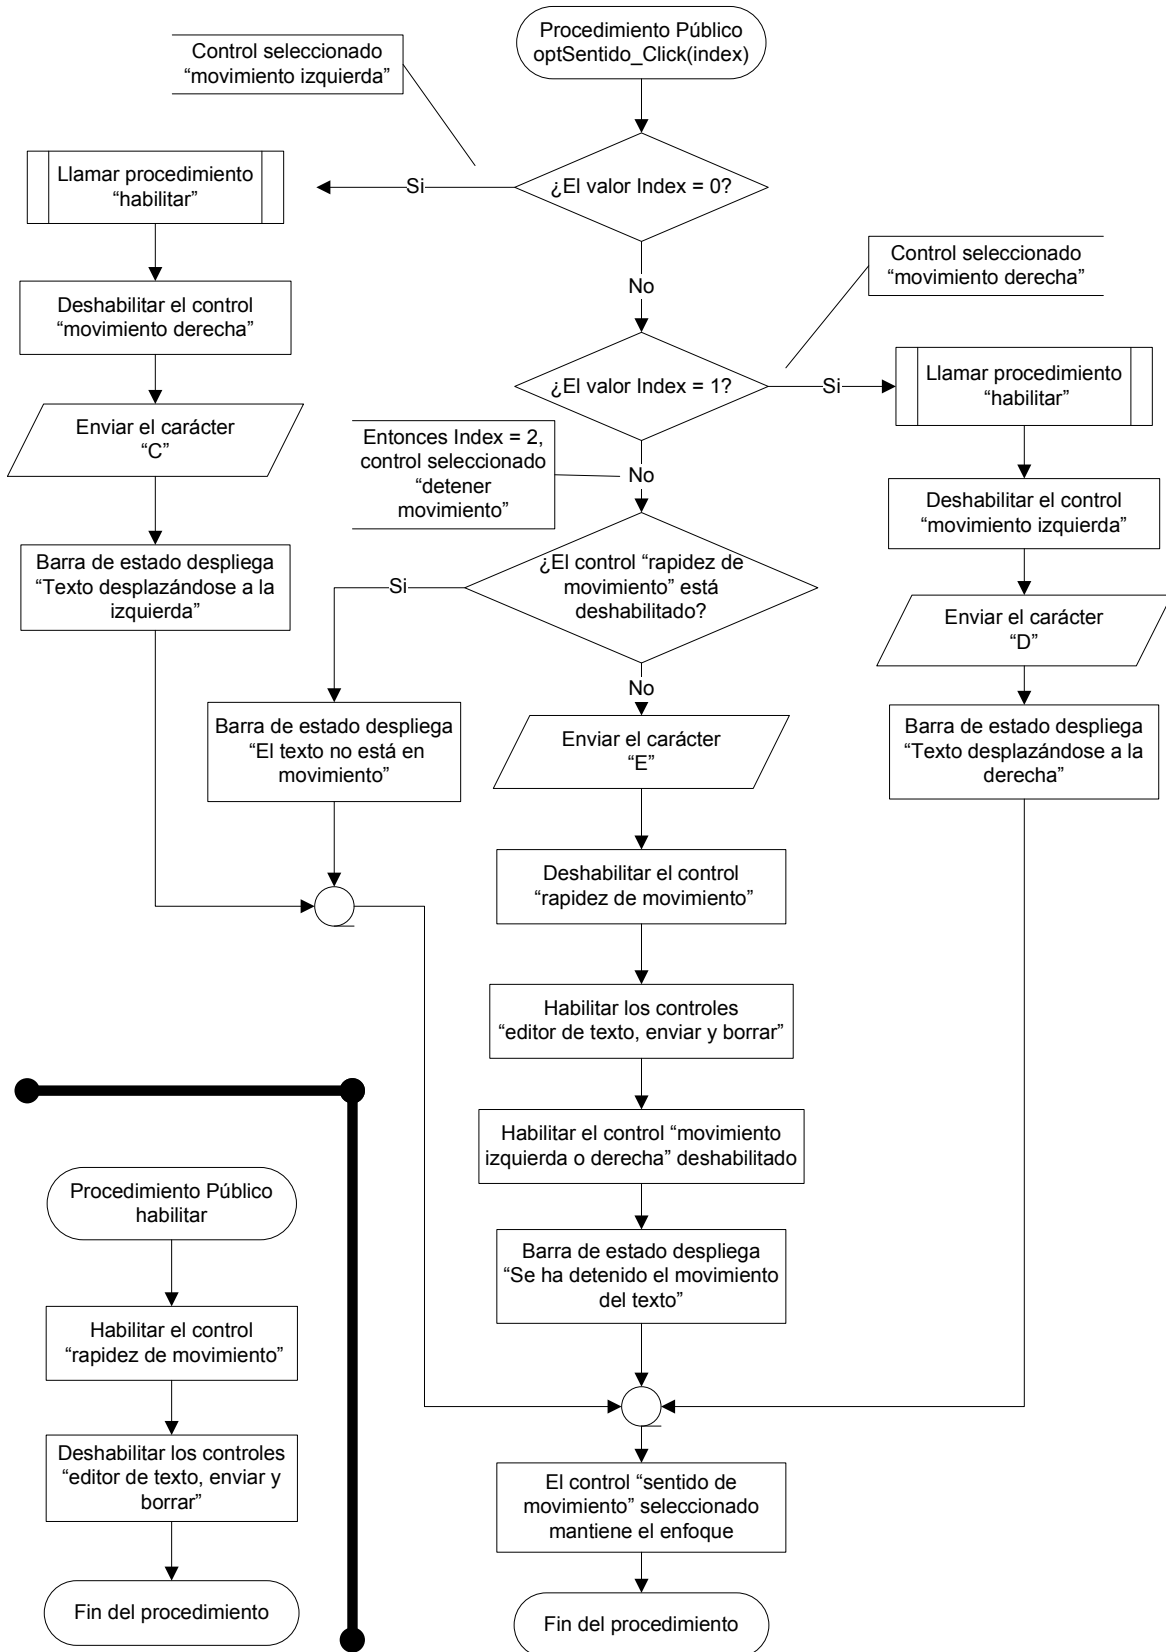 Procedimiento Público
optSentido_Click(index)
Control seleccionado
“movimiento izquierda”
¿El valor Index = 0?
Si
Llamar procedimiento
“habilitar”
No
Deshabilitar el control
“movimiento derecha”
Control seleccionado
“movimiento derecha”
¿El valor Index = 1?
Si
Llamar procedimiento
“habilitar”
Enviar el carácter
“C”
Entonces Index = 2,
control seleccionado
“detener
movimiento”
No
Deshabilitar el control
“movimiento izquierda”
Barra de estado despliega
“Texto desplazándose a la
izquierda”
¿El control “rapidez de
movimiento” está
deshabilitado?
Si
No
Enviar el carácter
“D”
Barra de estado despliega
“El texto no está en
movimiento”
Enviar el carácter
“E”
Barra de estado despliega
“Texto desplazándose a la
derecha”
Deshabilitar el control
“rapidez de movimiento”
Habilitar los controles
“editor de texto, enviar y borrar”
Habilitar el control “movimiento
izquierda o derecha” deshabilitado
Barra de estado despliega
“Se ha detenido el movimiento
del texto”
El control “sentido de
movimiento” seleccionado
mantiene el enfoque
Fin del procedimiento
Procedimiento Público
habilitar
Habilitar el control
“rapidez de movimiento”
Deshabilitar los controles
“editor de texto, enviar y
borrar”
Fin del procedimiento